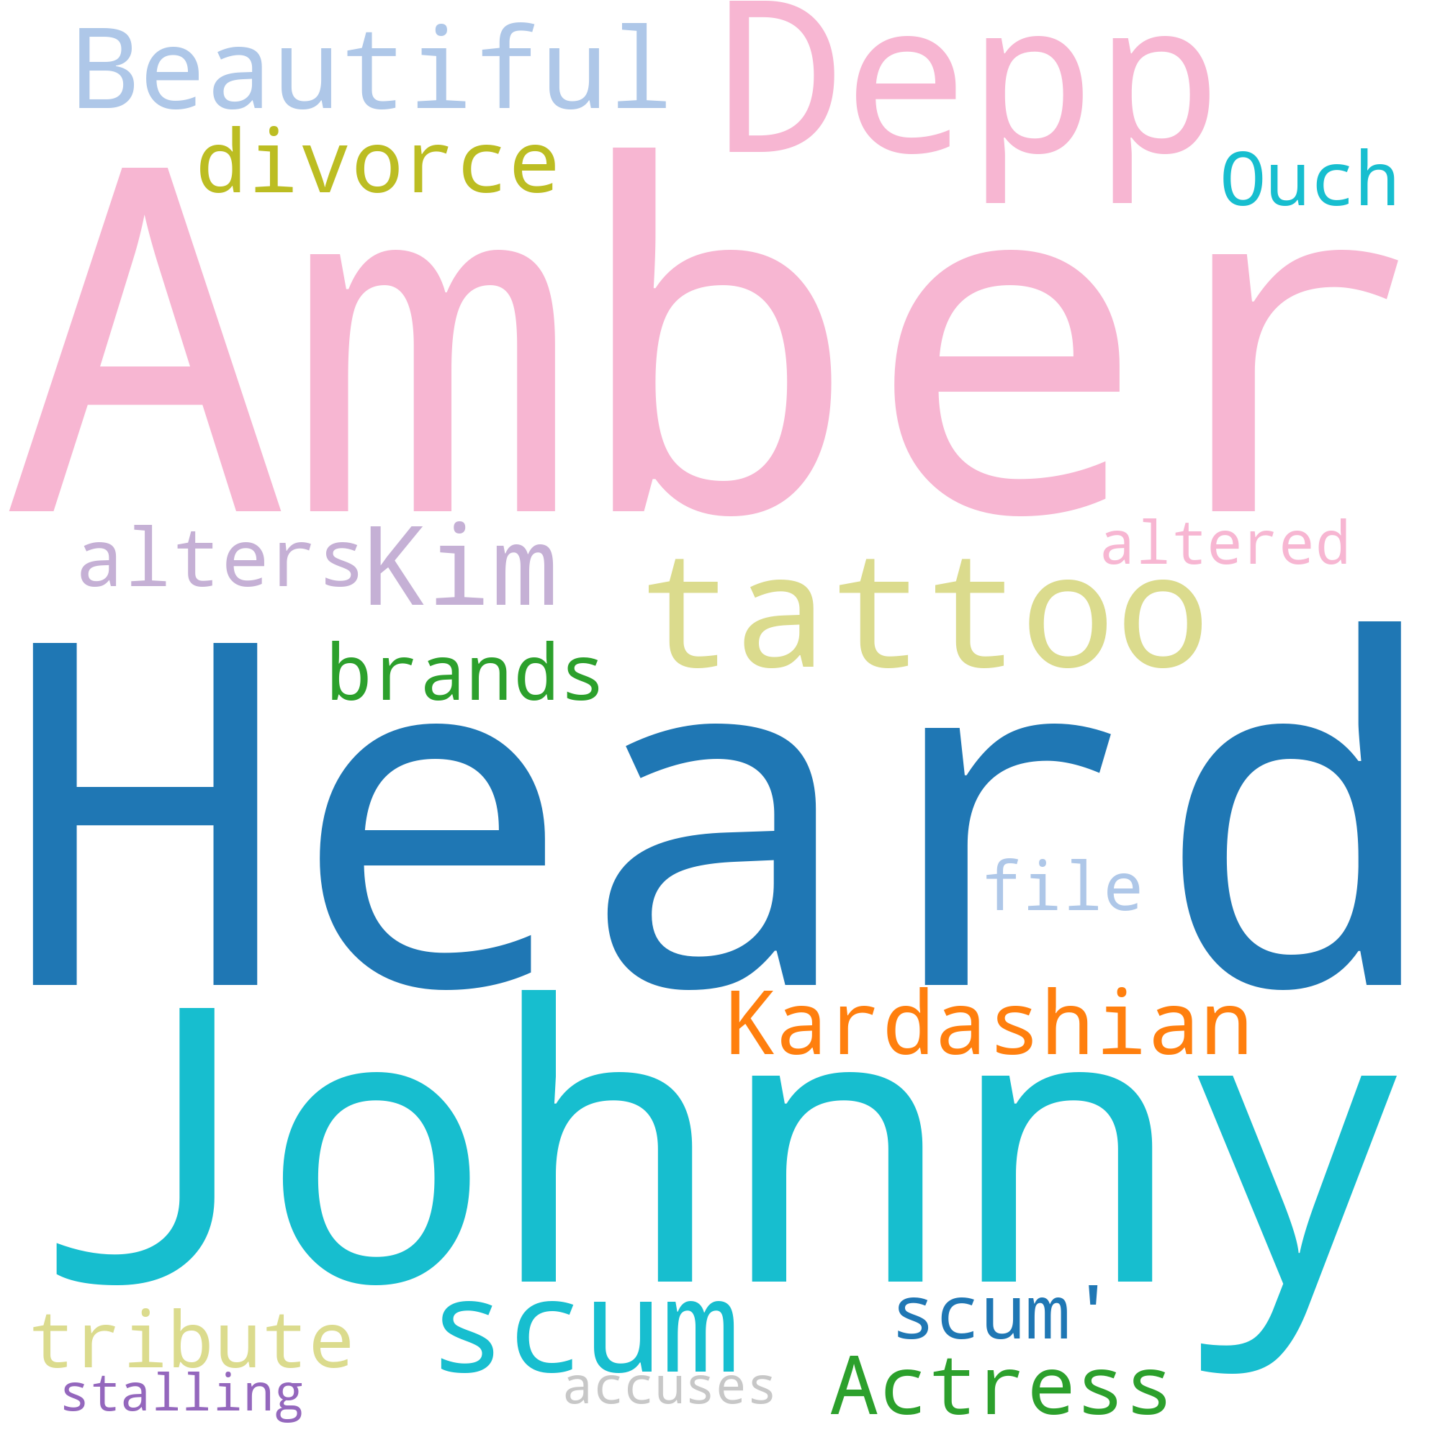 Beautiful
Depp
divorce
Ouch
Amber
alters
Kim
altered
tattoo
brands
Heard
file
Kardashian
Johnny
tribute
scum
scum'
stalling
accuses
Actress